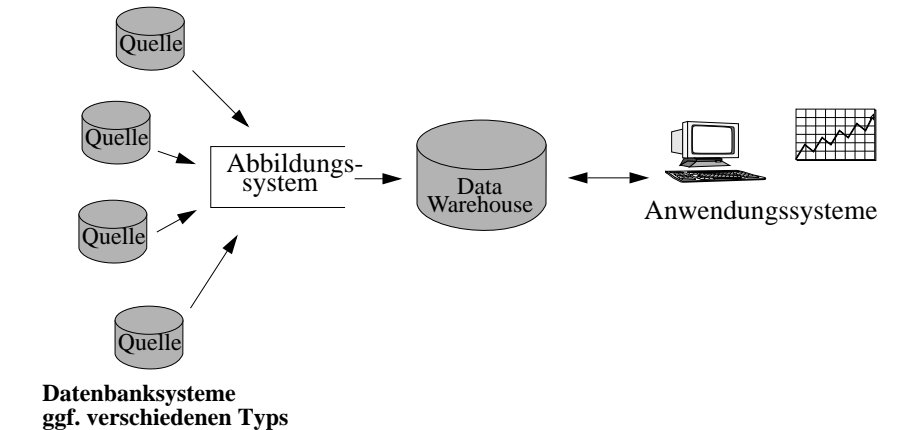 Quelle
Quelle
Quelle
Quelle
Abbildungs-
system
Data
Warehouse
Anwendungssysteme
Datenbanksysteme
ggf. verschiedenen Typs